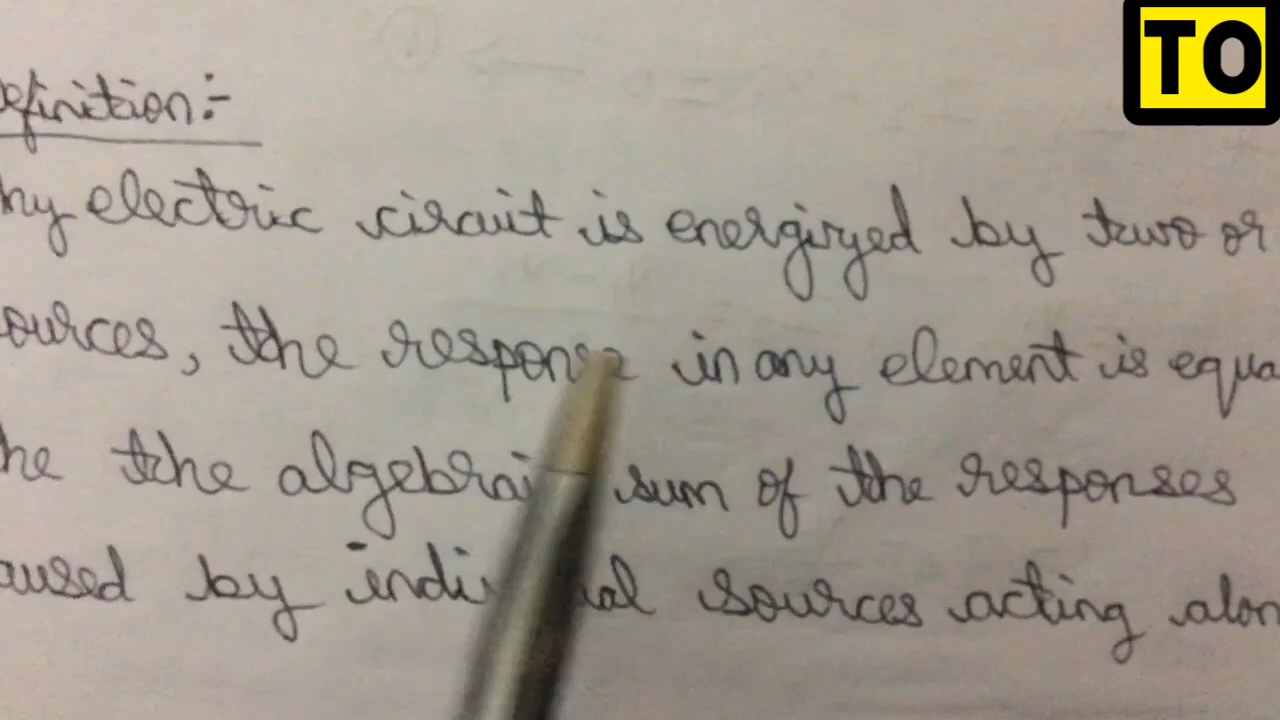 TO
efinition:-
ny electric circuit is energized by two or
ources, the response in any element is equa
he the algebrai sum of the responses
aused by indi ual sources acting alon